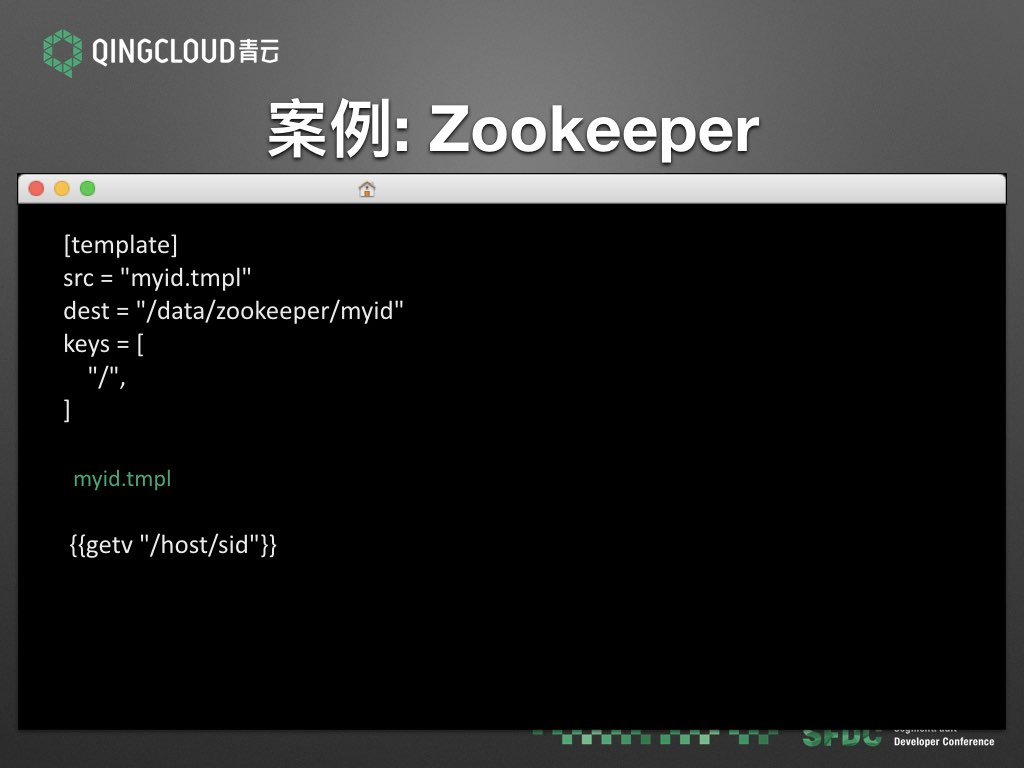 QINGCLOUD青云
案例: Zookeeper
[template]
src = "myid.tmpl"
dest = "/data/zookeeper/myid"
keys = [
"/",
]
myid.tmpl
{{getv "/host/sid"}}
SFDC
Developer Conference